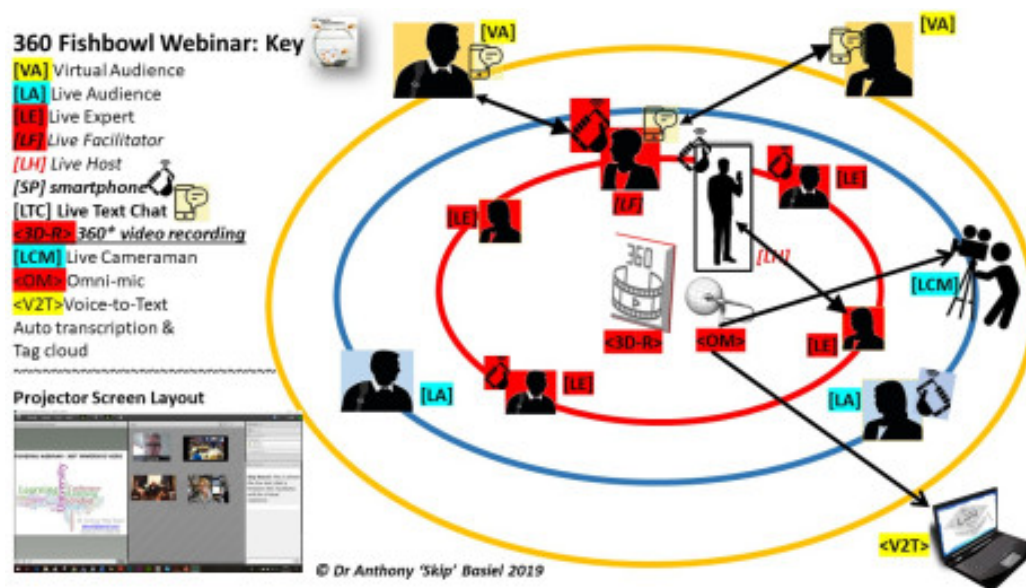 360 Fishbowl Webinar: Key
[VA] Virtual Audience
[LA] Live Audience
[LE] Live Expert
[LF] Live Facilitator
[LH] Live Host
[SP] smartphone
[LTC] Live Text Chat
<3D-R> 360* video recording
[LCM] Live Cameraman
<OM> Omni-mic
<V2T> Voice-to-Text
Auto transcription &
Tag cloud
~~~~~~~~~~~~~~~~~~~~~~~~~~~~
Projector Screen Layout
Learning
University
[VA]
[VA]
[LE]
[LF]
[LE]
[LH]
360
<3D-R>
<OM>
[LCM]
[LE]
[LE]
[LA]
[LA]
<V2T>
© Dr Anthony 'Skip' Basiel 2019